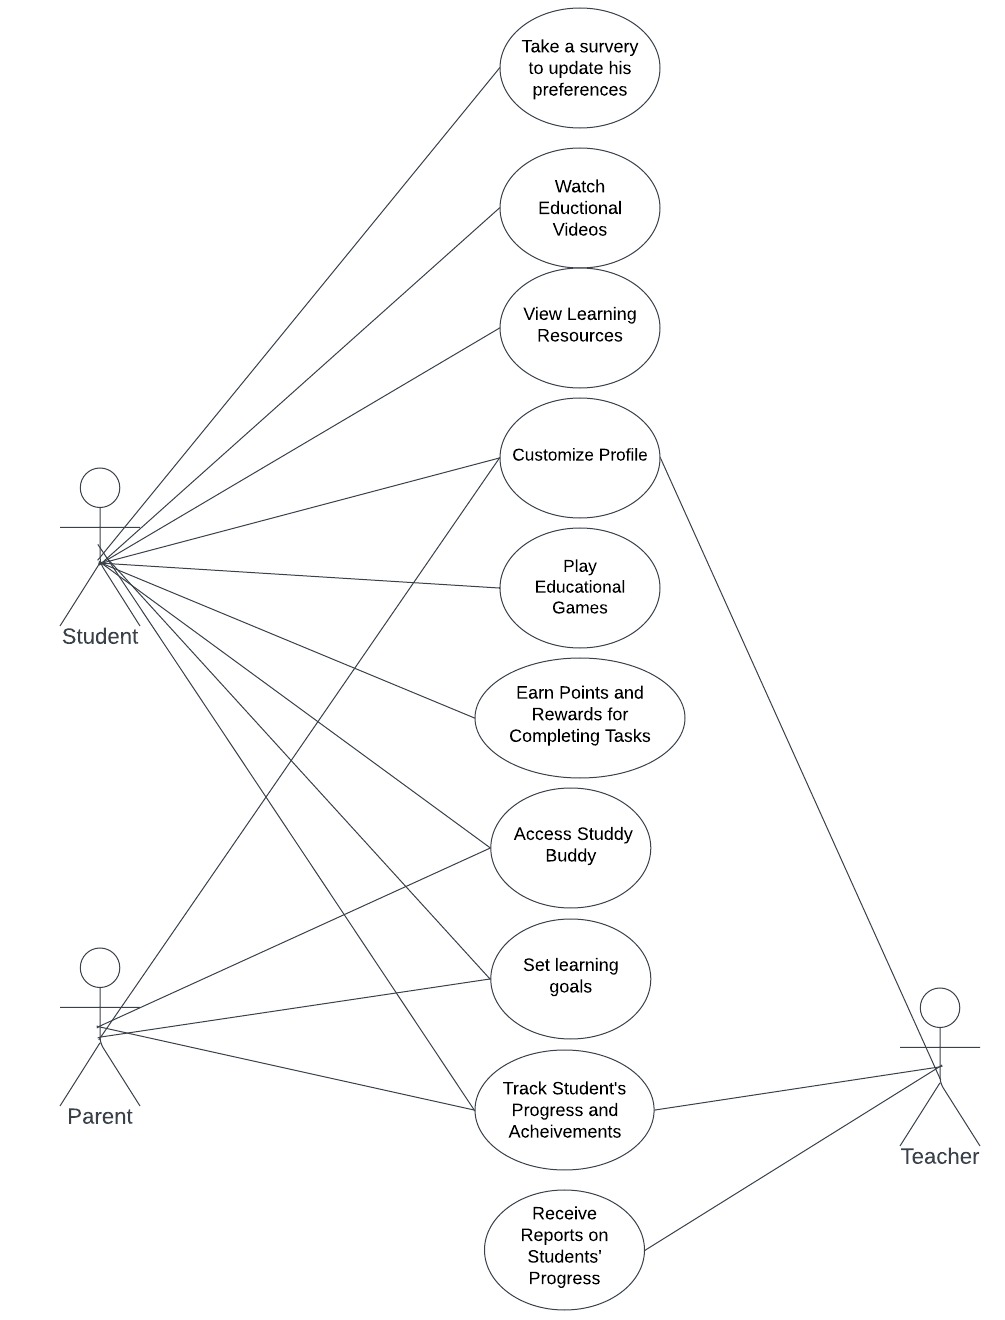 Take a survery
to update his
preferences
Watch
Eductional
Videos
View Learning
Resources
Customize Profile
Play
Educational
Games
Student
Earn Points and
Rewards for
Completing Tasks
Access Studdy
Buddy
Set learning
goals
Parent
Track Student's
Progress and
Acheivements
Teacher
Receive
Reports on
Students'
Progress